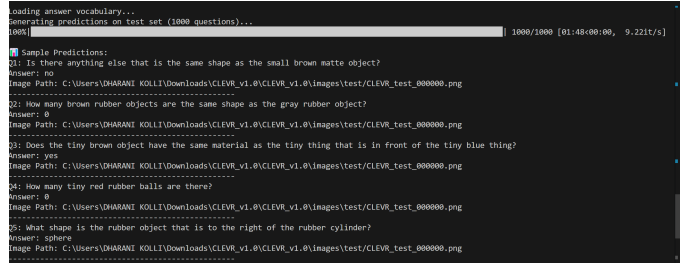 Loading answer vocabulary...
Generating predictions on test set (1000 questions)...
100%| | 1000/1000 [01:48<00:00, 9.22it/s]
📊 Sample Predictions:
Q1: Is there anything else that is the same shape as the small brown matte object?
Answer: no
Image Path: C:\Users\DHARANI KOLLI\Downloads\CLEVR_v1.0\CLEVR_v1.0\images\test/CLEVR_test_000000.png
--------------------------------------------------
Q2: How many brown rubber objects are the same shape as the gray rubber object?
Answer: 0
Image Path: C:\Users\DHARANI KOLLI\Downloads\CLEVR_v1.0\CLEVR_v1.0\images\test/CLEVR_test_000000.png
--------------------------------------------------
Q3: Does the tiny brown object have the same material as the tiny thing that is in front of the tiny blue thing?
Answer: yes
Image Path: C:\Users\DHARANI KOLLI\Downloads\CLEVR_v1.0\CLEVR_v1.0\images\test/CLEVR_test_000000.png
--------------------------------------------------
Q4: How many tiny red rubber balls are there?
Answer: 0
Image Path: C:\Users\DHARANI KOLLI\Downloads\CLEVR_v1.0\CLEVR_v1.0\images\test/CLEVR_test_000000.png
--------------------------------------------------
Q5: What shape is the rubber object that is to the right of the rubber cylinder?
Answer: sphere
Image Path: C:\Users\DHARANI KOLLI\Downloads\CLEVR_v1.0\CLEVR_v1.0\images\test/CLEVR_test_000000.png
--------------------------------------------------